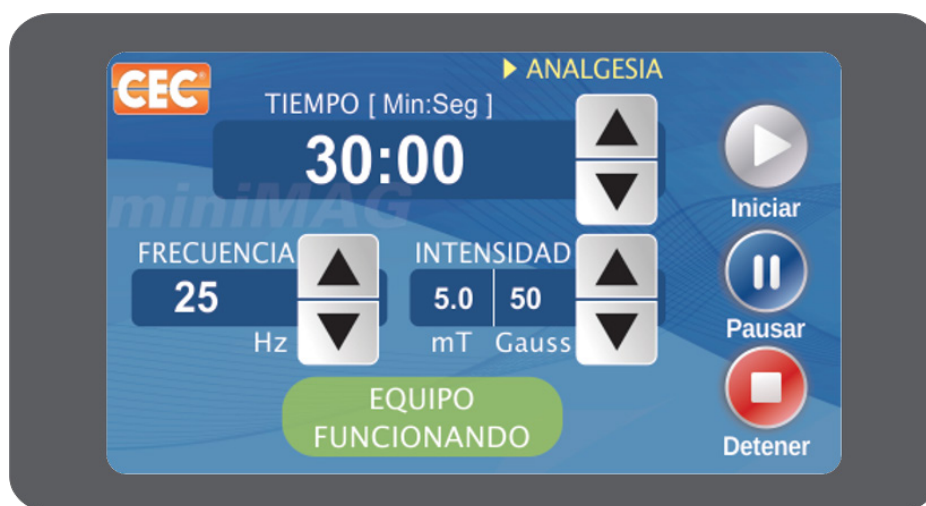 CEC
► ANALGESIA
TIEMPO [ Min:Seg ]
30:00
miniMAG
Iniciar
FRECUENCIA
25
Hz
INTENSIDAD
5.0 50
mT Gauss
Pausar
EQUIPO
FUNCIONANDO
Detener